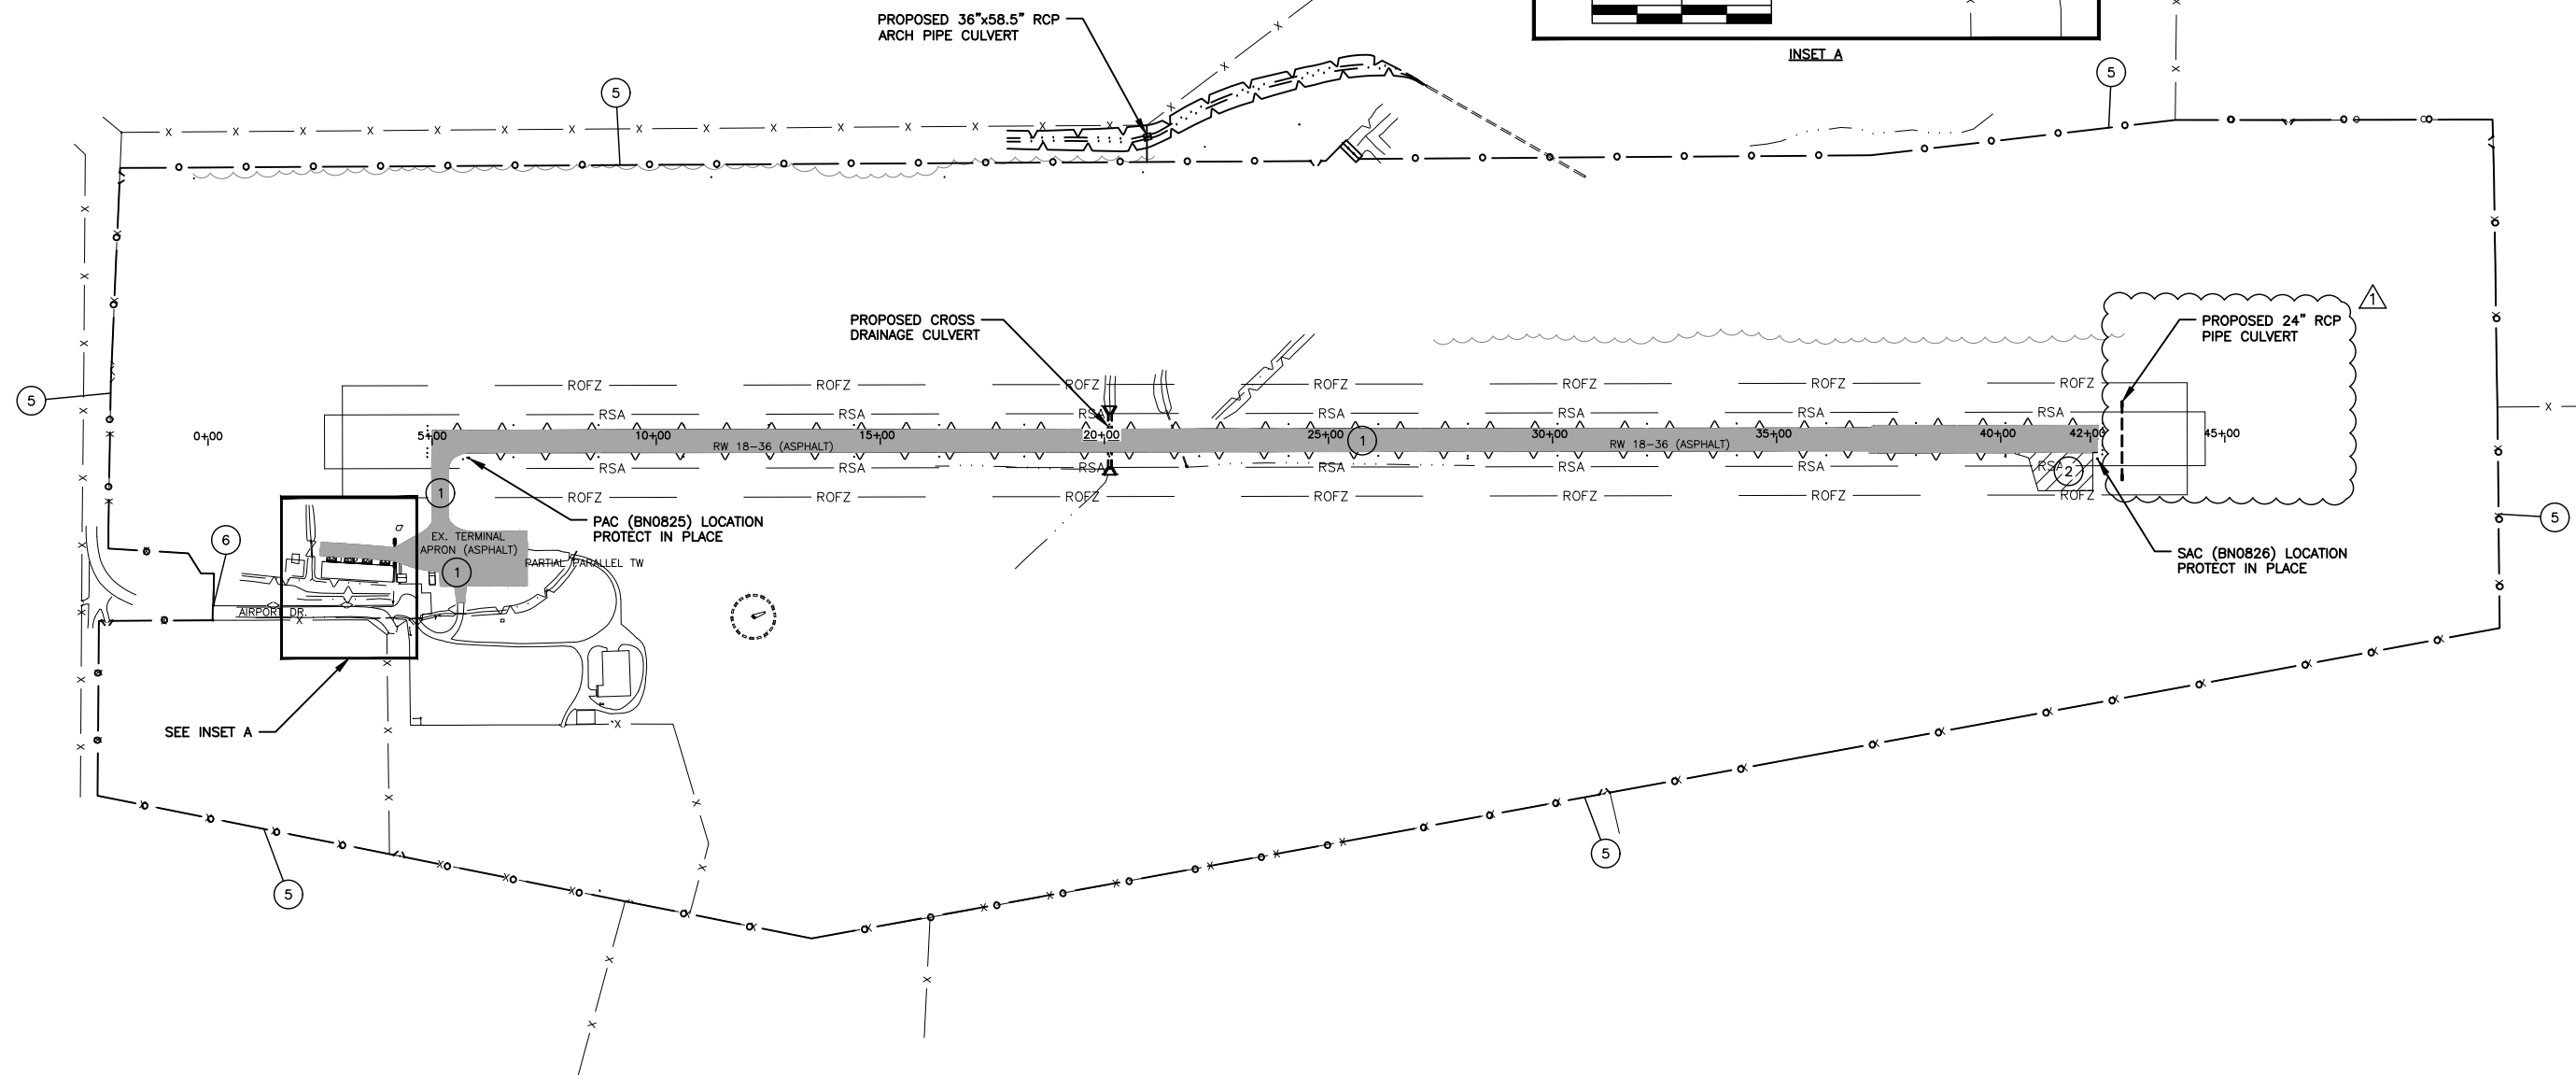 PROPOSED 36"x58.5" RCP
ARCH PIPE CULVERT
INSET A
5
5
1
PROPOSED CROSS
DRAINAGE CULVERT
PROPOSED 24" RCP
PIPE CULVERT
5
ROFZ ROFZ ROFZ ROFZ ROFZ ROFZ ROFZ
RSA RSA RSA RSA RSA RSA RSA
0+00 5+00 10+00 15+00 20+00 25+00 30+00 35+00 40+00 42+00 45+00
RW 18-36 (ASPHALT) 1 RW 18-36 (ASPHALT)
RSA RSA RSA RSA RSA RSA RSA
2
1
ROFZ ROFZ ROFZ ROFZ ROFZ ROFZ ROFZ
PAC (BN0825) LOCATION
PROTECT IN PLACE
5
6
EX. TERMINAL
APRON (ASPHALT)
PARTIAL PARALLEL TW
1
SAC (BN0826) LOCATION
PROTECT IN PLACE
AIRPORT DR.
SEE INSET A
5
5
X X X X X X X X X X X X X X X